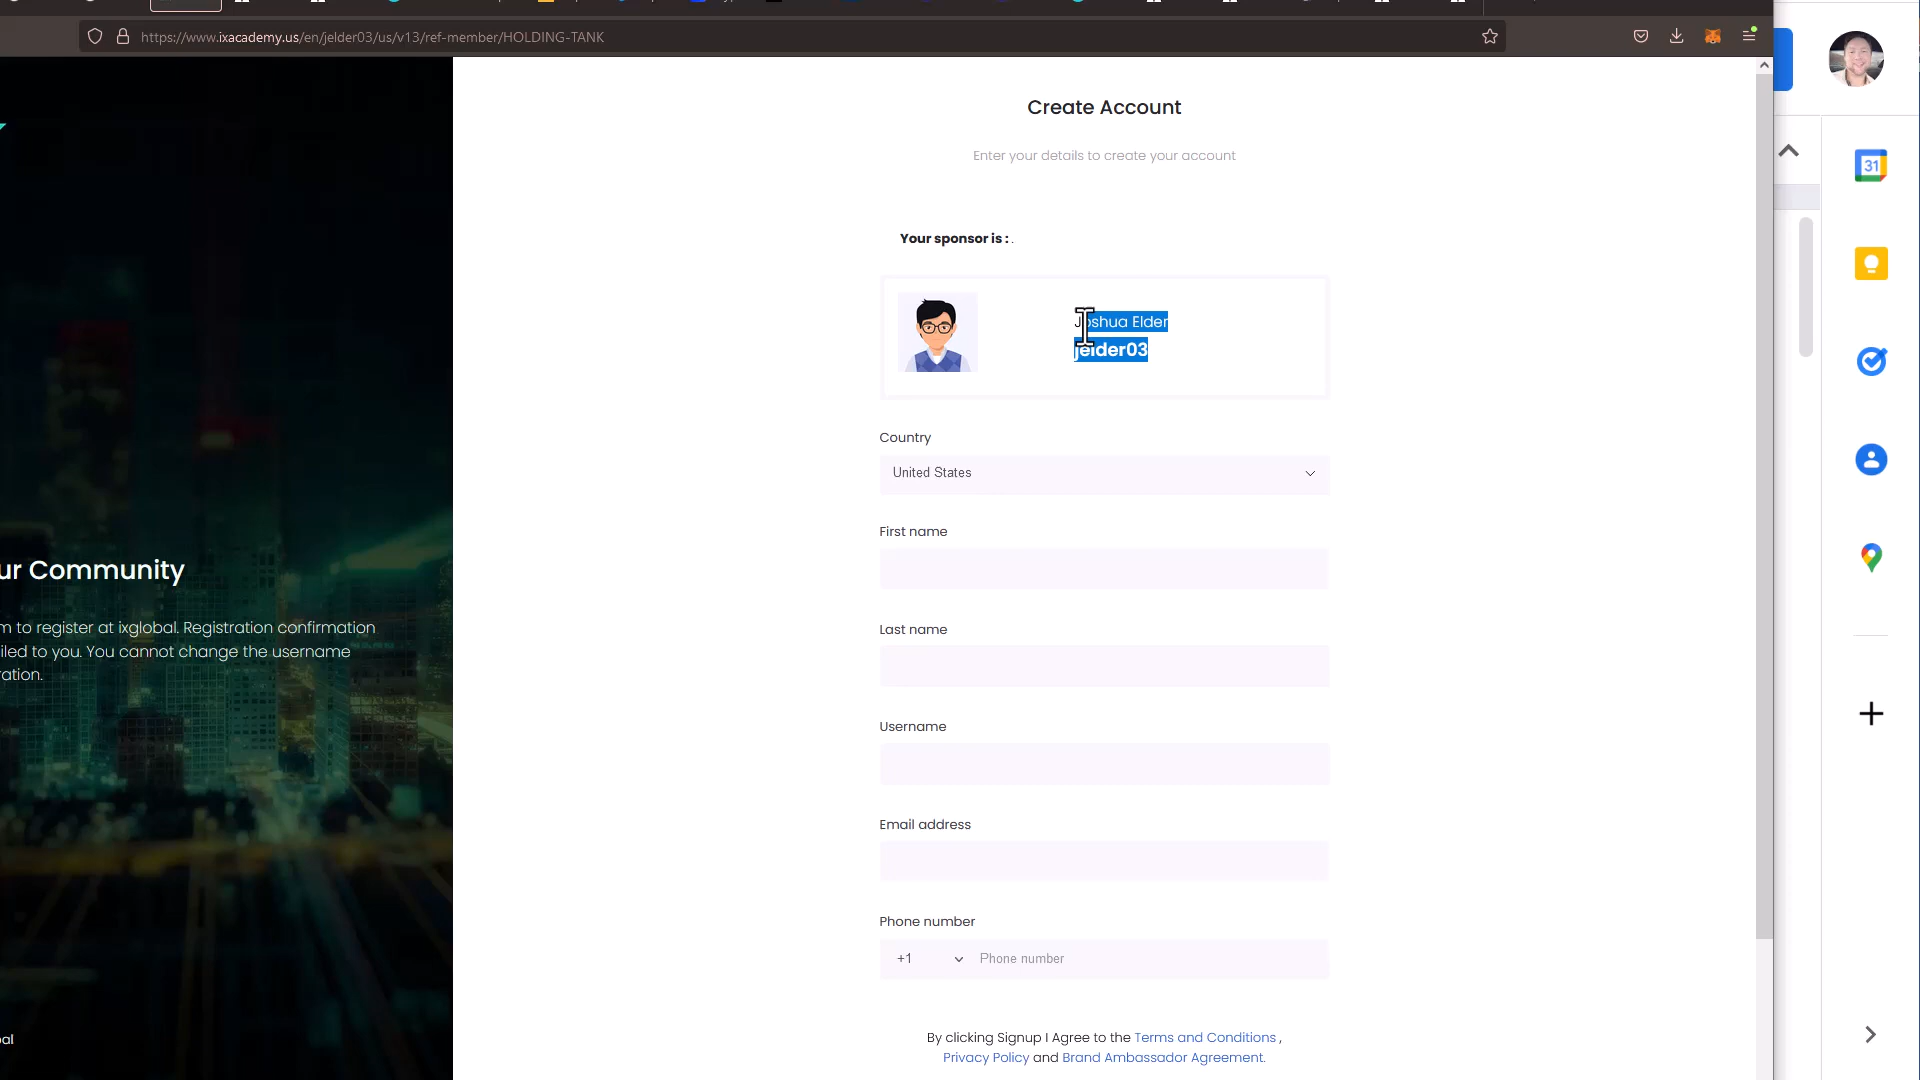 https://www.ixacademy.us/en/jelder03/us/v13/ref-member/HOLDING-TANK
Create Account
Enter your details to create your account
Your sponsor is : .
Joshua Elder
jelder03
Country
United States
First name
Last name
Username
Email address
Phone number
+1
Phone number
By clicking Signup I Agree to the Terms and Conditions ,
Privacy Policy and Brand Ambassador Agreement.
ur Community
m to register at ixglobal. Registration confirmation
iled to you. You cannot change the username
ration.
bal
31